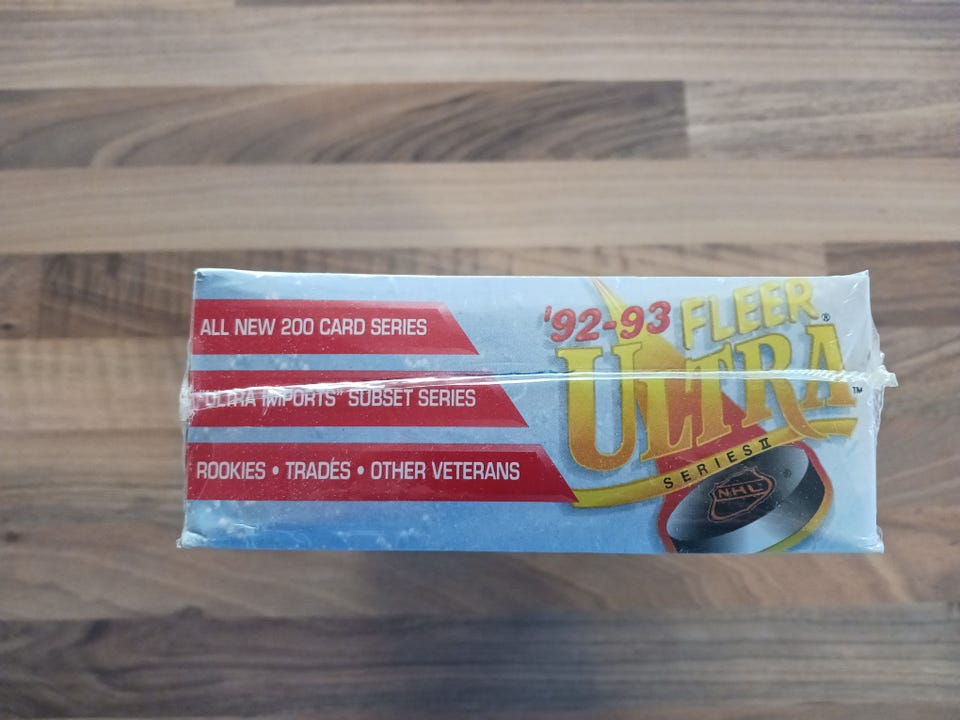 ALL NEW 200 CARD SERIES
"ULTRA IMPORTS" SUBSET SERIES
ROOKIES • TRADES • OTHER VETERANS
'92-93 FLEER
ULTRA®
™
SERIES II
NHL
®